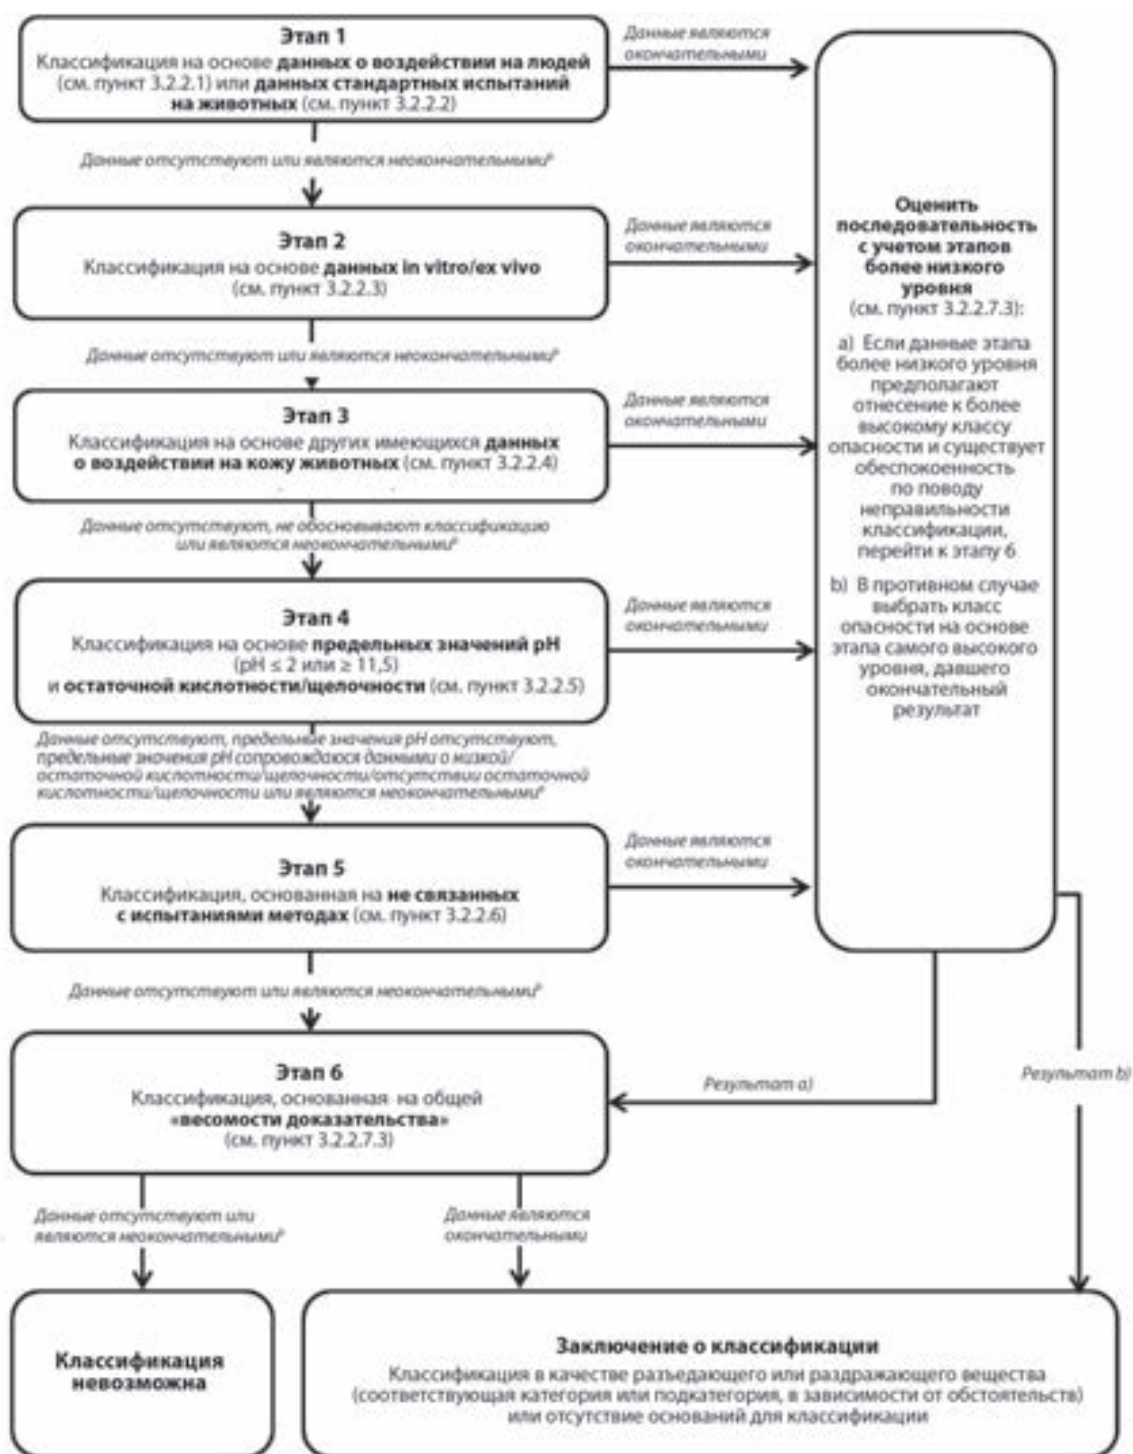 Этап 1
Классификация на основе данных о воздействии на людей
(см. пункт 3.2.2.1) или данных стандартных испытаний
на животных (см. пункт 3.2.2.2)
Данные являются
окончательными
Данные отсутствуют или являются неокончательнымиᵃ
Этап 2
Классификация на основе данных in vitro/ex vivo
(см. пункт 3.2.2.3)
Данные являются
окончательными
Данные отсутствуют или являются неокончательнымиᵃ
Этап 3
Классификация на основе других имеющихся данных
о воздействии на кожу животных (см. пункт 3.2.2.4)
Данные являются
окончательными
Данные отсутствуют, не обосновывают классификацию
или являются неокончательнымиᵃ
Этап 4
Классификация на основе предельных значений pH
(pH ≤ 2 или ≥ 11,5)
и остаточной кислотности/щелочности (см. пункт 3.2.2.5)
Данные являются
окончательными
Данные отсутствуют, предельные значения pH отсутствуют,
предельные значения pH сопровождаюся данными о низкой/
остаточной кислотности/щелочности/отсутствии остаточной
кислотности/щелочности или являются неокончательнымиᵃ
Этап 5
Классификация, основанная на не связанных
с испытаниями методах (см. пункт 3.2.2.6)
Данные являются
окончательными
Данные отсутствуют или являются неокончательнымиᵃ
Этап 6
Классификация, основанная на общей
«весомости доказательства»
(см. пункт 3.2.2.7.3)
Оценить
последовательность
с учетом этапов
более низкого
уровня
(см. пункт 3.2.2.7.3):
a) Если данные этапа
более низкого уровня
предполагают
отнесение к более
высокому классу
опасности и существует
обеспокоенность
по поводу
неправильности
классификации,
перейти к этапу 6
b) В противном случае
выбрать класс
опасности на основе
этапа самого высокого
уровня, давшего
окончательный
результат
Результат a)
Результат b)
Данные отсутствуют или
являются неокончательнымиᵃ
Данные являются
окончательными
Классификация
невозможна
Заключение о классификации
Классификация в качестве разъедающего или раздражающего вещества
(соответствующая категория или подкатегория, в зависимости от обстоятельств)
или отсутствие оснований для классификации